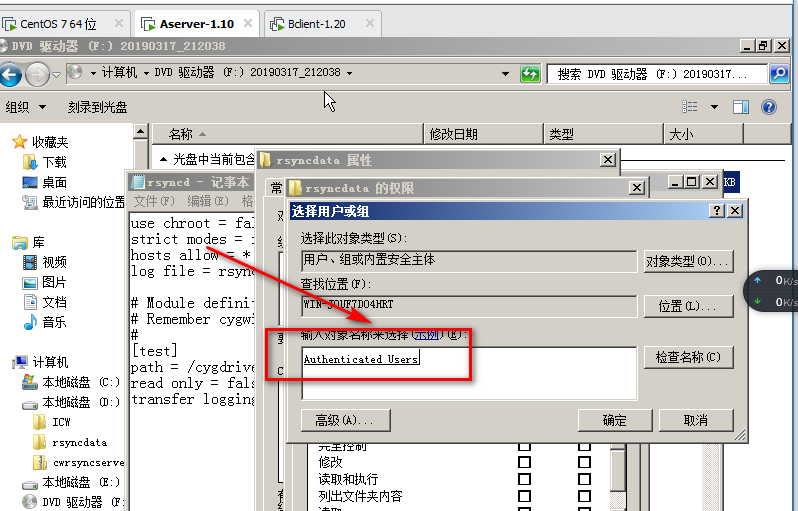 CentOS 7 64 位
Aserver-1.10
Bclient-1.20
DVD 驱动器 (F:) 20190317_212038
计算机
DVD 驱动器 (F:) 20190317_212038
搜索 DVD 驱动器 (F:) 20190317...
组织
刻录到光盘
名称
修改日期
类型
大小
收藏夹
下载
桌面
最近访问的位置
库
视频
图片
文档
音乐
计算机
本地磁盘 (C:)
本地磁盘 (D:)
ICW
rsyncdata
cwrsyncserve
本地磁盘 (E:)
DVD 驱动器 (F:)
光盘中当前包含
KB
rsyncd - 记事本
文件(F)
编辑(E)
格
use chroot = fal
strict modes =
hosts allow = *
log file = rsyn
# Module definit
# Remember cygwi
#
[test]
path = /cygdrive
read only = fals
transfer logging
rsyncdata 属性
常
rsyncdata 的权限
选择用户或组
选择此对象类型(S):
用户、组或内置安全主体
对象类型(O)...
查找位置(F):
WIN-JQUF7DO4HRT
位置(L)...
输入对象名称来选择(示例)(E):
Authenticated Users
检查名称(C)
高级(A)...
确定
取消
完全控制
修改
读取和执行
列出文件夹内容
读取
0K/s
0K/s